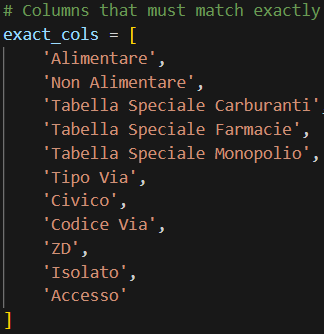 # Columns that must match exactly
exact_cols = [
    'Alimentare',
    'Non Alimentare',
    'Tabella Speciale Carburanti',
    'Tabella Speciale Farmacie',
    'Tabella Speciale Monopolio',
    'Tipo Via',
    'Civico',
    'Codice Via',
    'ZD',
    'Isolato',
    'Accesso'
]